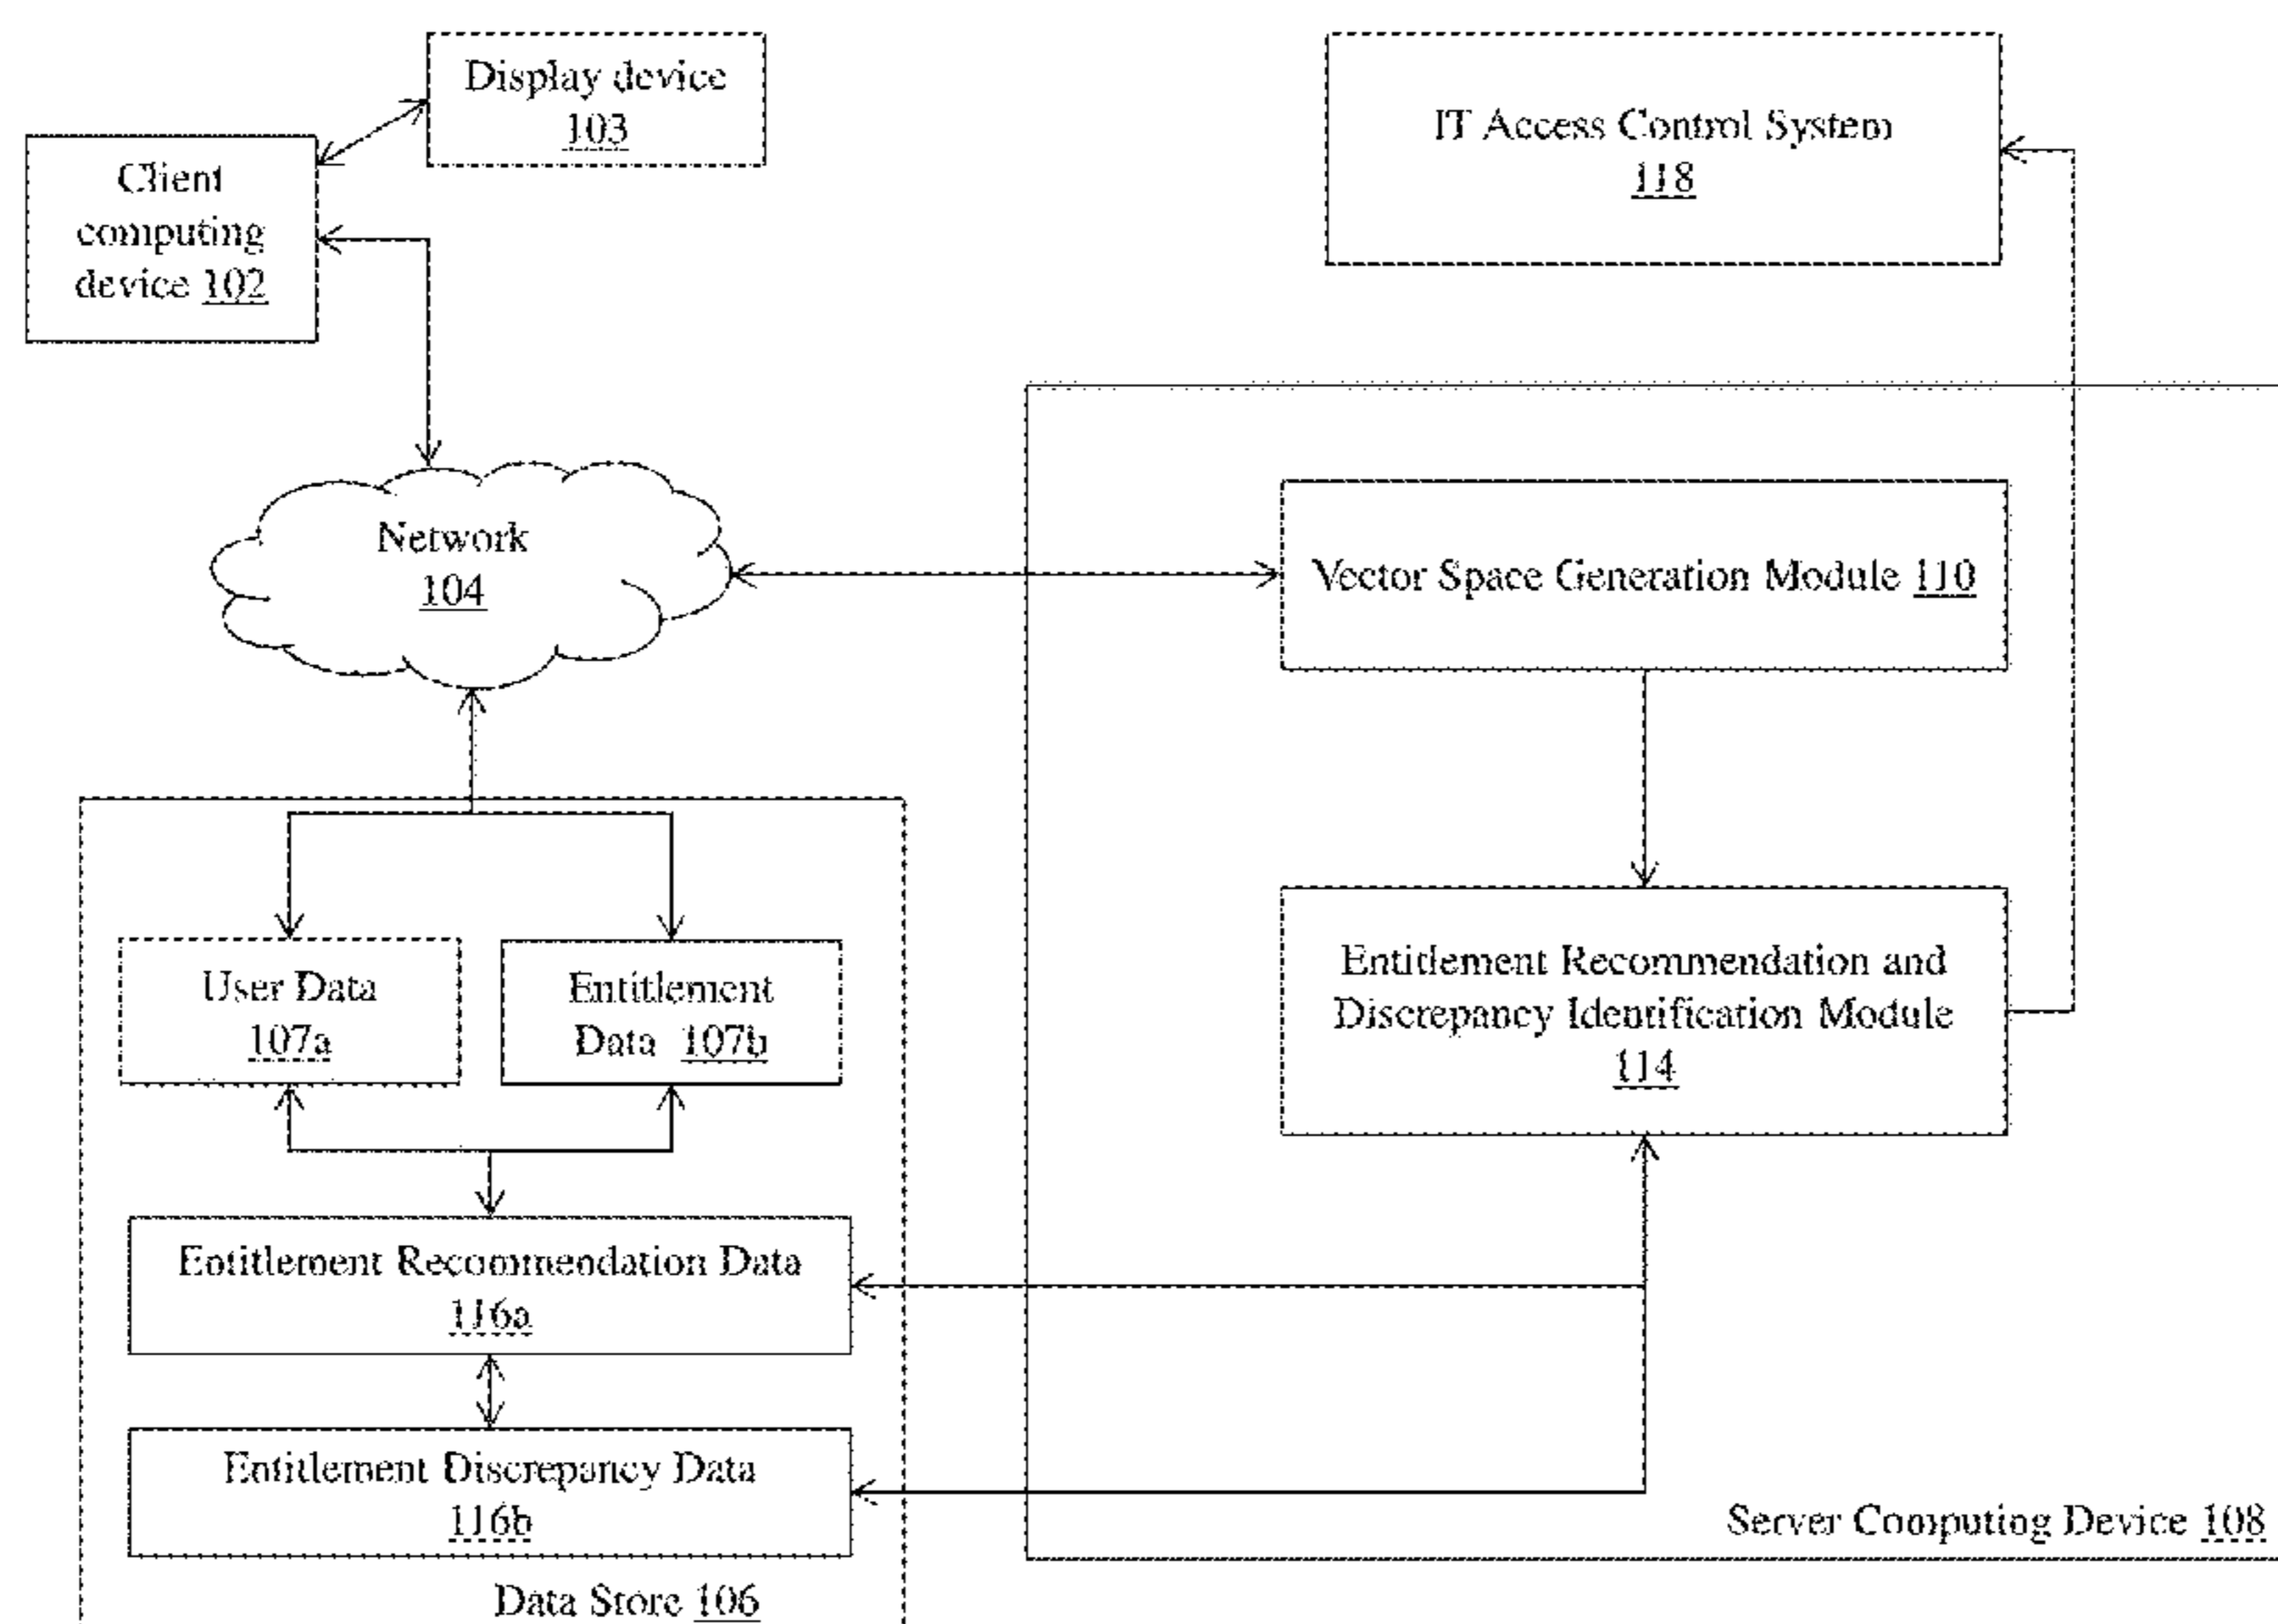 Display device
103
IT Access Control System
118
Client
computing
device 102
Network
104
Vector Space Generation Module 110
User Data
107a
Entitlement
Data 107b
Entitlement Recommendation and
Discrepancy Identification Module
114
Entitlement Recommendation Data
116a
Entitlement Discrepancy Data
116b
Server Computing Device 108
Data Store 106